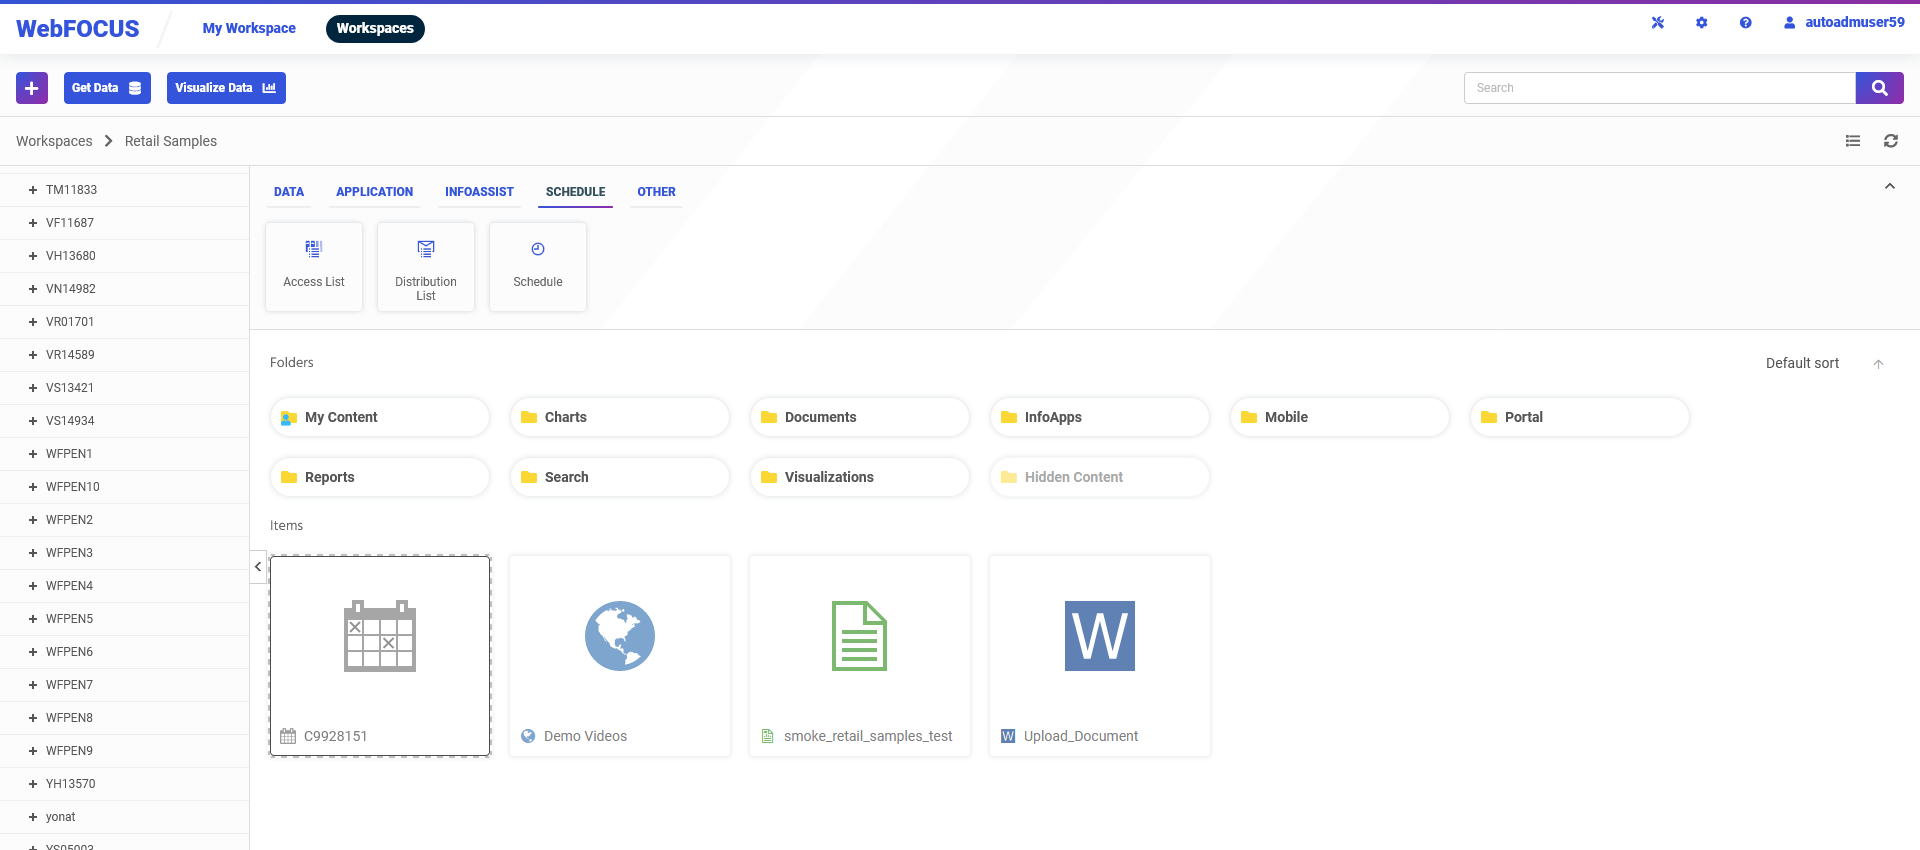 WebFOCUS
My Workspace
Workspaces
autoadmuser59
Get Data
Visualize Data
Search
Workspaces
Retail Samples
TM11833
VF11687
VH13680
VN14982
VR01701
VR14589
VS13421
VS14934
WFPEN1
WFPEN10
WFPEN2
WFPEN3
WFPEN4
WFPEN5
WFPEN6
WFPEN7
WFPEN8
WFPEN9
YH13570
yonat
DATA
APPLICATION
INFOASSIST
SCHEDULE
OTHER
Access List
Distribution
List
Schedule
Folders
Default sort
My Content
Charts
Documents
InfoApps
Mobile
Portal
Reports
Search
Visualizations
Hidden Content
Items
C9928151
Demo Videos
smoke_retail_samples_test
W
Upload_Document